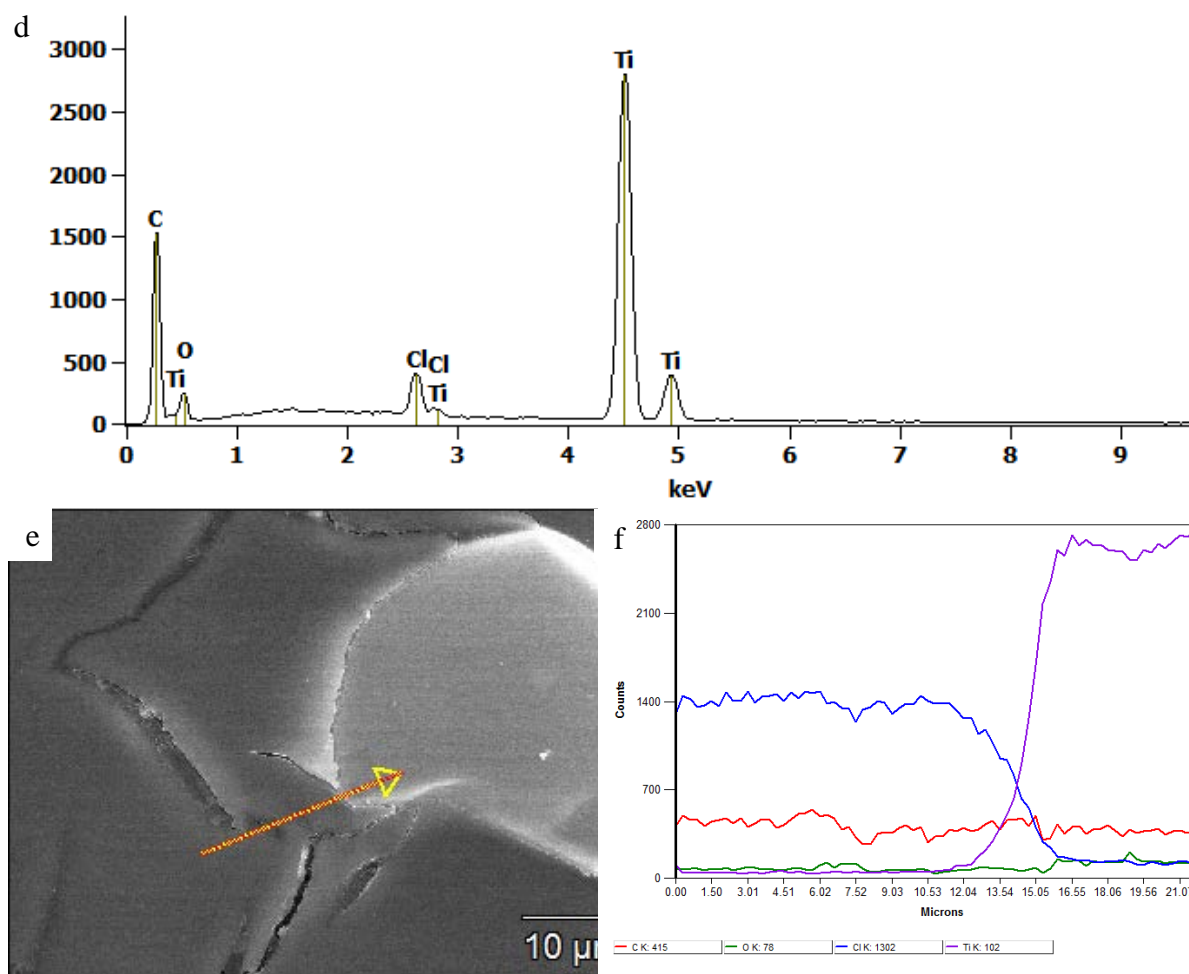 d
3000
2500
2000
1500
1000
500
0
Ti
C
Ti
O
Cl Cl
Ti
Ti
0 1 2 3 4 5 6 7 8 9
keV
e
10 µ
f
2800
2100
1400
700
0
Counts
0.00 1.50 3.01 4.51 6.02 7.52 9.03 10.53 12.04 13.54 15.05 16.55 18.06 19.56 21.07
Microns
C K: 415 O K: 78 Cl K: 1302 Ti K: 102